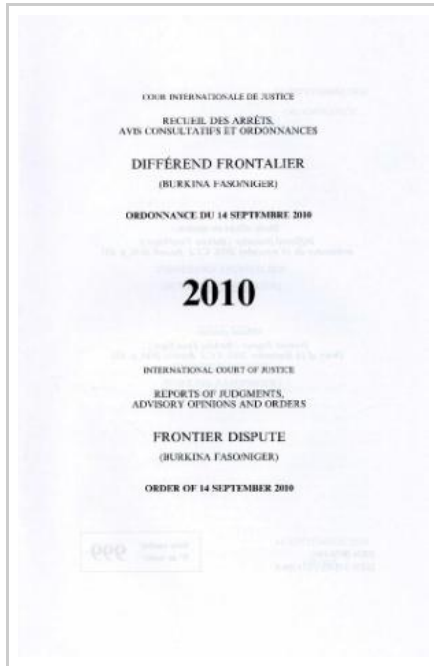 COUR INTERNATIONALE DE JUSTICE
RECUEIL DES ARRÊTS,
AVIS CONSULTATIFS ET ORDONNANCES
DIFFÉREND FRONTALIER
(BURKINA FASO/NIGER)
ORDONNANCE DU 14 SEPTEMBRE 2010
2010
INTERNATIONAL COURT OF JUSTICE
REPORTS OF JUDGMENTS,
ADVISORY OPINIONS AND ORDERS
FRONTIER DISPUTE
(BURKINA FASO/NIGER)
ORDER OF 14 SEPTEMBER 2010
999